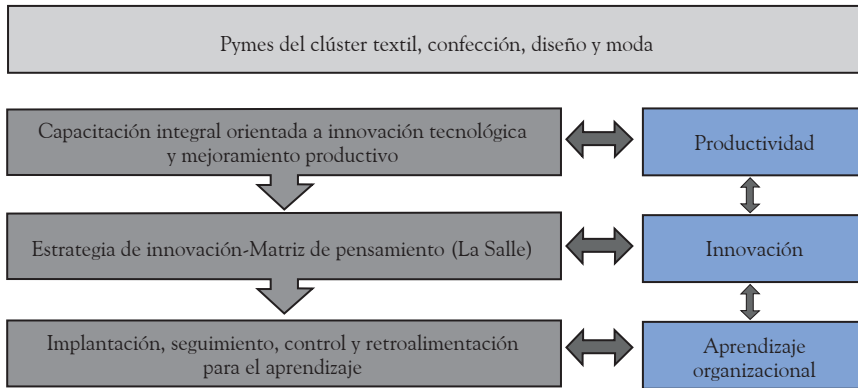 Pymes del clúster textil, confección, diseño y moda
Capacitación integral orientada a innovación tecnológica
y mejoramiento productivo
Productividad
Estrategia de innovación-Matriz de pensamiento (La Salle)
Innovación
Implantación, seguimiento, control y retroalimentación
para el aprendizaje
Aprendizaje
organizacional